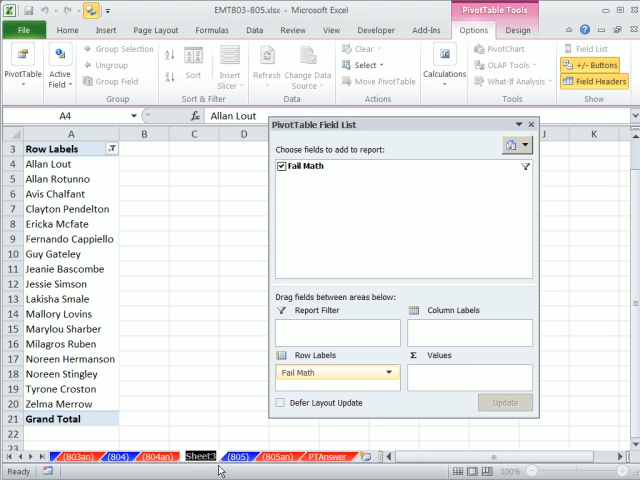 EMT803-805.xlsx - Microsoft Excel
PivotTable Tools
File Home Insert Page Layout Formulas Data Review View Developer Add-Ins Options Design
PivotTable
Active Field
Group Selection
Ungroup
Group Field
Group
Sort
Insert Slicer
Sort & Filter
Refresh
Change Data Source
Data
Clear
Select
Move PivotTable
Actions
Calculations
PivotChart
OLAP Tools
What-If Analysis
Tools
Field List
+/- Buttons
Field Headers
Show
A4 fx Allan Lout
A B C D J K
3 Row Labels
4 Allan Lout
5 Allan Rotunno
6 Avis Chalfant
7 Clayton Pendelton
8 Ericka Mcfate
9 Fernando Cappiello
10 Guy Gateley
11 Jeanie Bascombe
12 Jessie Simson
13 Lakisha Smale
14 Mallory Lovins
15 Marylou Sharber
16 Milagros Ruben
17 Noreen Hermanson
18 Noreen Stingley
19 Tyrone Croston
20 Zelma Merrow
21 Grand Total
22
23
PivotTable Field List
Choose fields to add to report:
Fail Math
Drag fields between areas below:
Report Filter
Column Labels
Row Labels
Σ Values
Fail Math
Defer Layout Update
Update
(803an) (804) (804an) Sheet3 (805) (805an) PTAnswer
Ready
100%